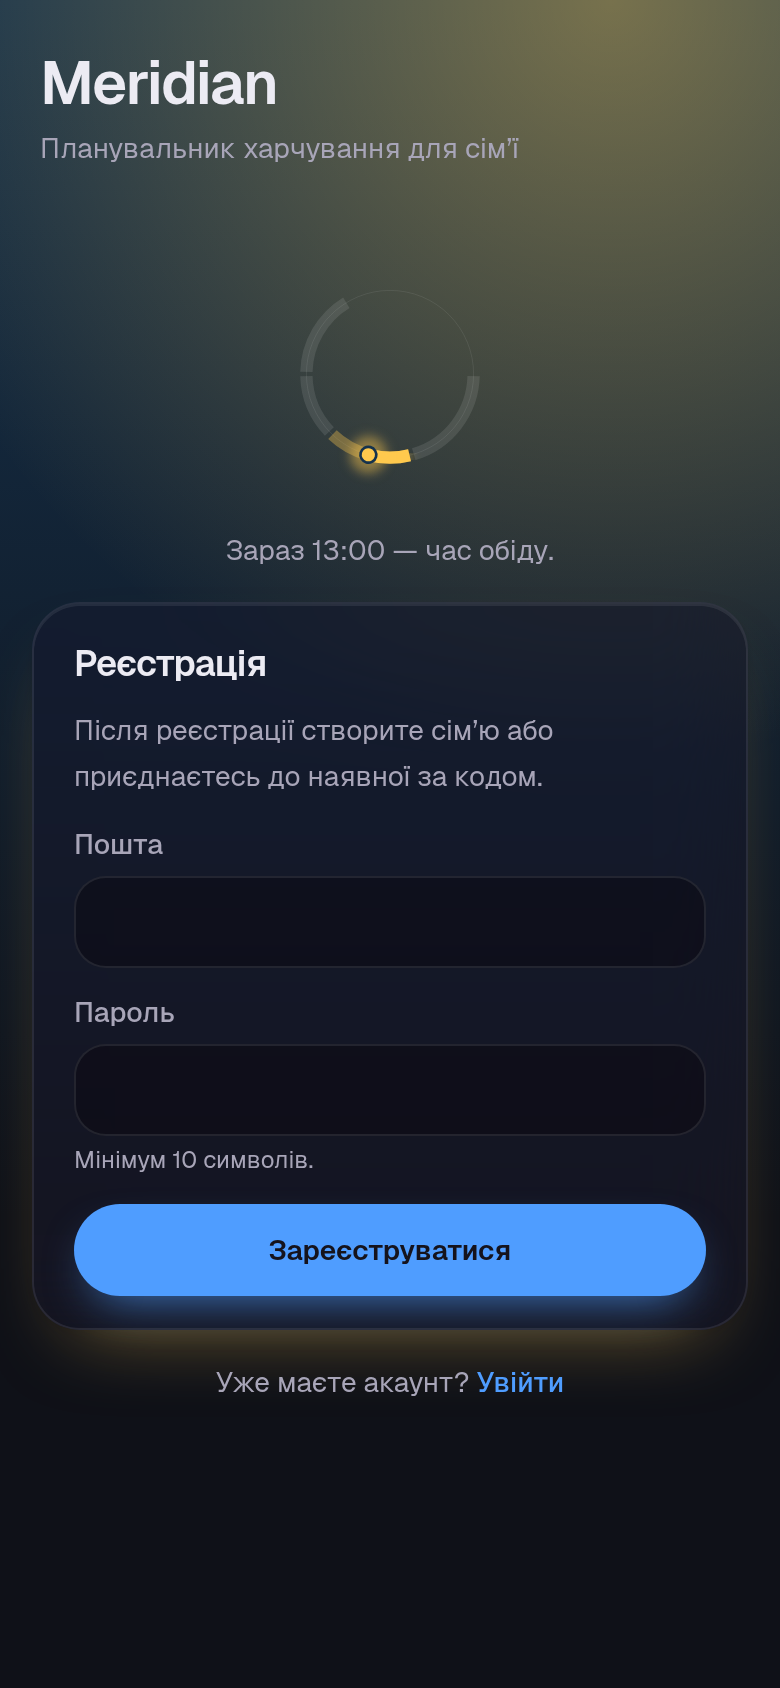 Meridian
Планувальник харчування для сім’ї
Зараз 13:00 — час обіду.
Реєстрація
Після реєстрації створите сім’ю або
приєднаєтесь до наявної за кодом.
Пошта
Пароль
Мінімум 10 символів.
Зареєструватися
Уже маєте акаунт? Увійти